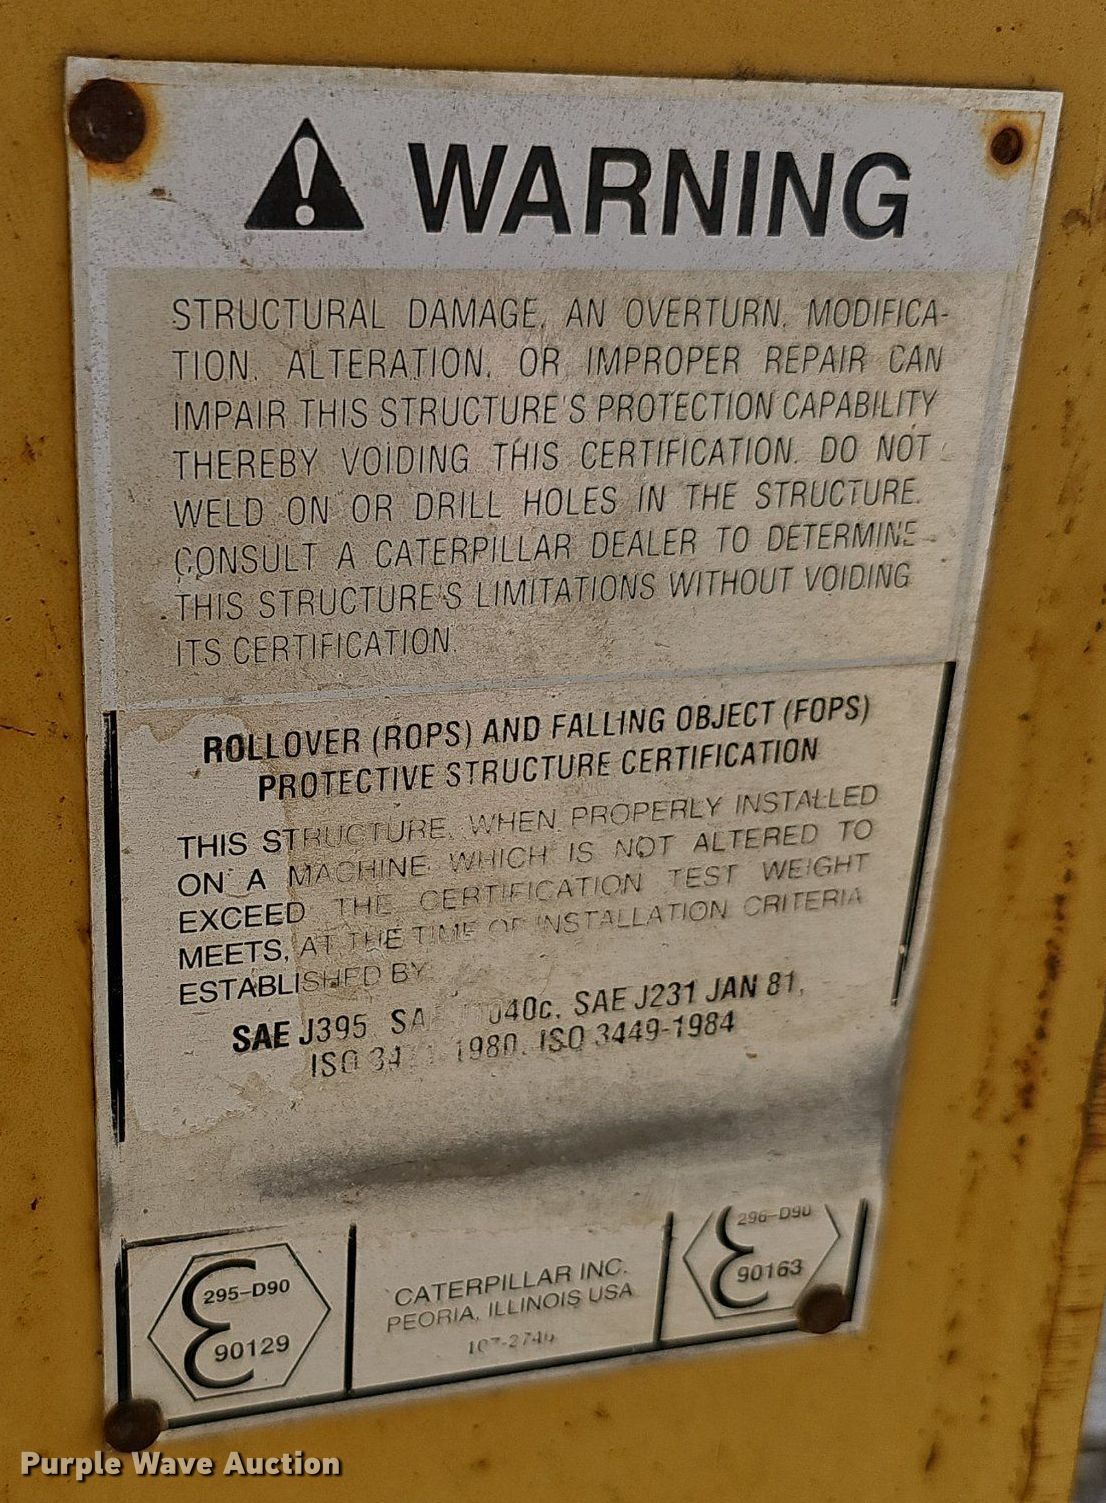 WARNING
STRUCTURAL DAMAGE, AN OVERTURN, MODIFICA-
TION, ALTERATION, OR IMPROPER REPAIR CAN
IMPAIR THIS STRUCTURE'S PROTECTION CAPABILITY
THEREBY VOIDING THIS CERTIFICATION. DO NOT
WELD ON OR DRILL HOLES IN THE STRUCTURE.
CONSULT A CATERPILLAR DEALER TO DETERMINE
THIS STRUCTURE'S LIMITATIONS WITHOUT VOIDING
ITS CERTIFICATION.
ROLLOVER (ROPS) AND FALLING OBJECT (FOPS)
PROTECTIVE STRUCTURE CERTIFICATION
THIS STRUCTURE, WHEN PROPERLY INSTALLED
ON A MACHINE WHICH IS NOT ALTERED TO
EXCEED THE CERTIFICATION TEST WEIGHT
MEETS, AT THE TIME OF INSTALLATION CRITERIA
ESTABLISHED BY
SAE J395, SAE SAE J231 JAN 81,
ISO 1980, ISO 3449-1984
295-D90
90129
CATERPILLAR INC.
PEORIA, ILLINOIS USA
296-D90
90163
Purple Wave Auction